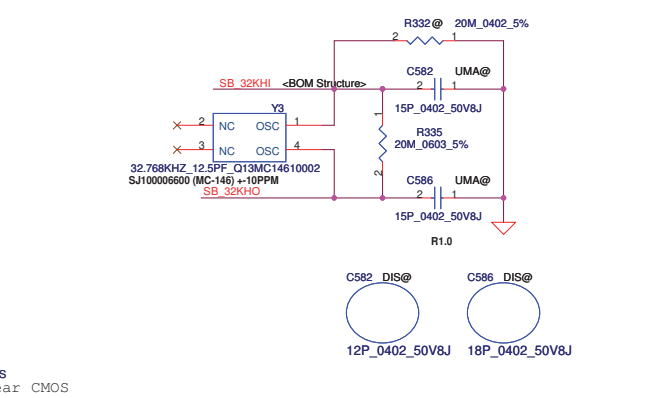 R332@ 20M_0402_5%
2 1
C582 UMA@
SB_32KHI <BOM Structure> 2 1
Y3 15P_0402_50V8J
2 NC OSC 1 1 R335
20M_0603_5%
3 NC OSC 4
2
32.768KHZ_12.5PF_Q13MC14610002
SJ100006600 (MC-146) +-10PPM
C586 UMA@
SB_32KHO 2 1
15P_0402_50V8J
R1.0
C582 DIS@ C586 DIS@
12P_0402_50V8J 18P_0402_50V8J
s
ear CMOS